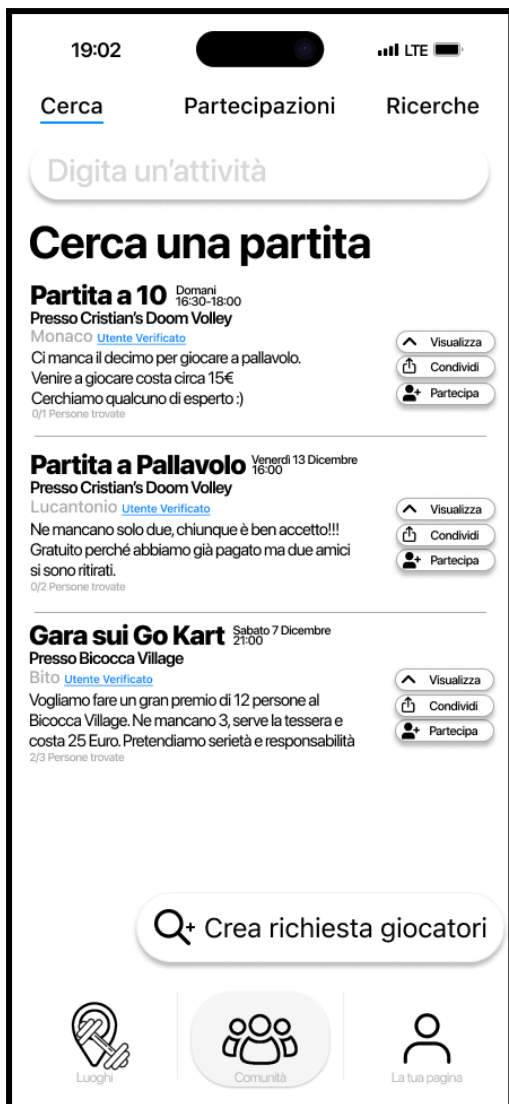 19:02 LTE
Cerca Partecipazioni Ricerche
Digita un'attività
Cerca una partita
Partita a 10 Domani
16:30-18:00
Presso Cristian's Doom Volley
Monaco Utente Verificato
Ci manca il decimo per giocare a pallavolo.
Venire a giocare costa circa 15€
Cerchiamo qualcuno di esperto :)
0/1 Persone trovate
Visualizza
Condividi
Partecipa
Partita a Pallavolo Venerdì 13 Dicembre
16:00
Presso Cristian's Doom Volley
Lucantonio Utente Verificato
Ne mancano solo due, chiunque è ben accetto!!!
Gratuito perché abbiamo già pagato ma due amici
si sono ritirati.
0/2 Persone trovate
Visualizza
Condividi
Partecipa
Gara sui Go Kart Sabato 7 Dicembre
21:00
Presso Bicocca Village
Bito Utente Verificato
Vogliamo fare un gran premio di 12 persone al
Bicocca Village. Ne mancano 3, serve la tessera e
costa 25 Euro. Pretendiamo serietà e responsabilità
2/3 Persone trovate
Visualizza
Condividi
Partecipa
Crea richiesta giocatori
Luoghi Comunità La tua pagina